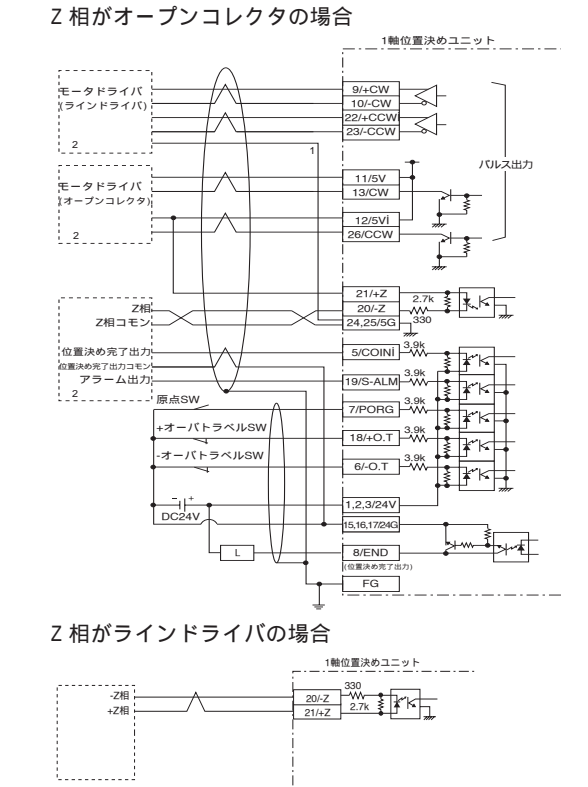 Z 相がオープンコレクタの場合
1軸位置決めユニット
モータドライバ
(ラインドライバ)
2
9/+CW
10/-CW
22/+CCW
23/-CCW
1
パルス出力
モータドライバ
(オープンコレクタ)
2
11/5V
13/CW
12/5Vi
26/CCW
21/+Z
20/-Z
24,25/5G
2.7k
330
Z相
Z相コモン
位置決め完了出力
位置決め完了出力コモン
アラーム出力
2
5/COINi
3.9k
19/S-ALM
3.9k
原点SW
7/PORG
3.9k
+オーバトラベルSW
18/+O.T
3.9k
-オーバトラベルSW
6/-O.T
3.9k
- +
DC24V
1,2,3/24V
15,16,17/24G
L
8/END
(位置決め完了出力)
FG
Z 相がラインドライバの場合
1軸位置決めユニット
-Z相
+Z相
20/-Z
21/+Z
330
2.7k